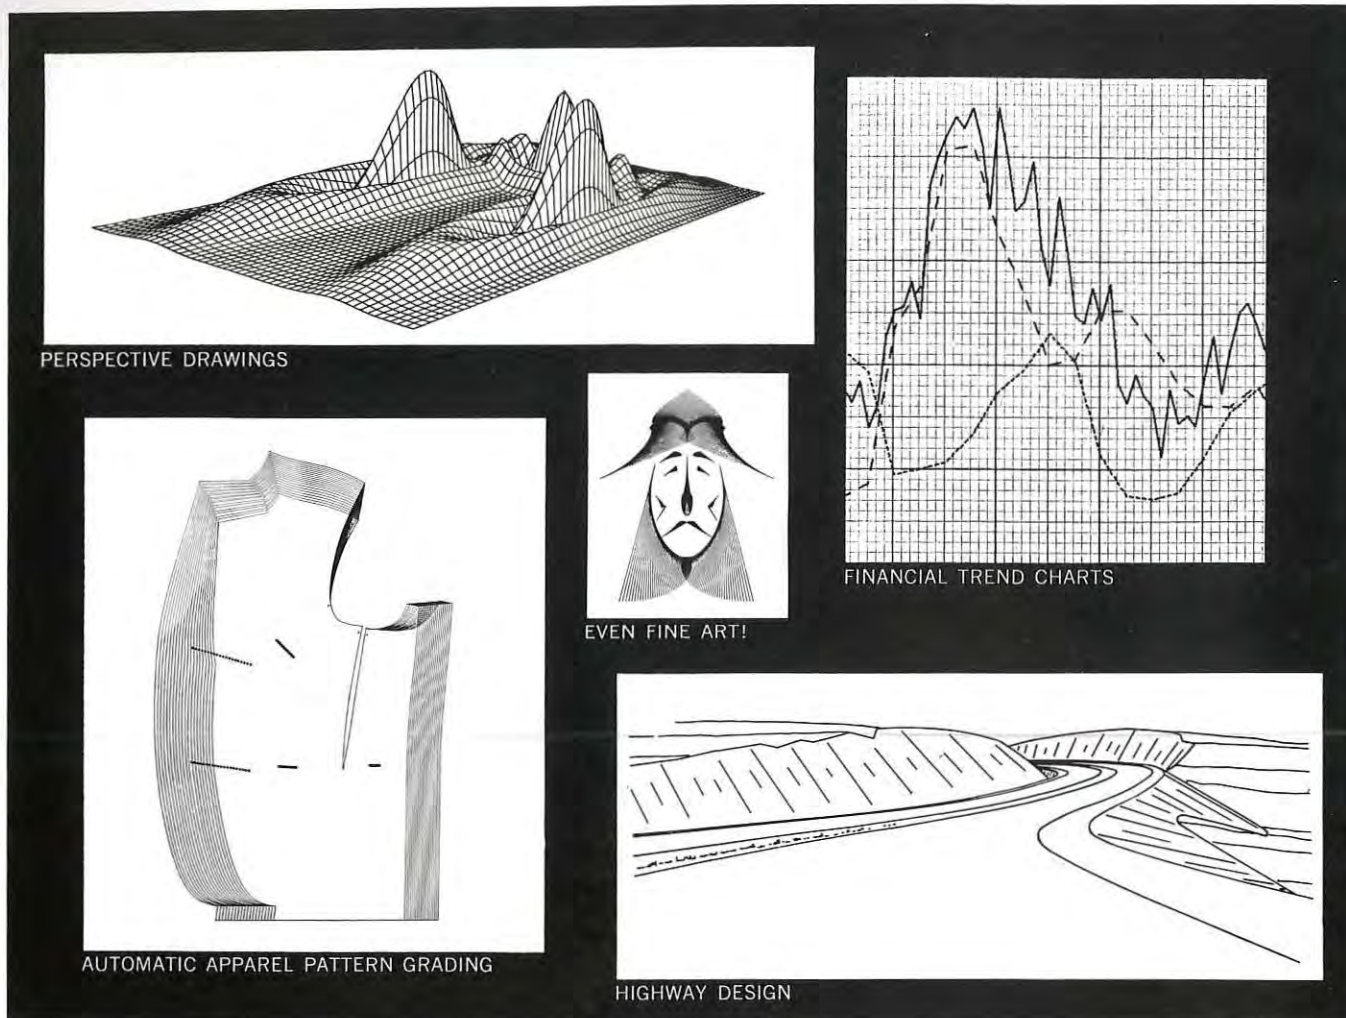 PERSPECTIVE DRAWINGS
FINANCIAL TREND CHARTS
EVEN FINE ART!
AUTOMATIC APPAREL PATTERN GRADING
HIGHWAY DESIGN